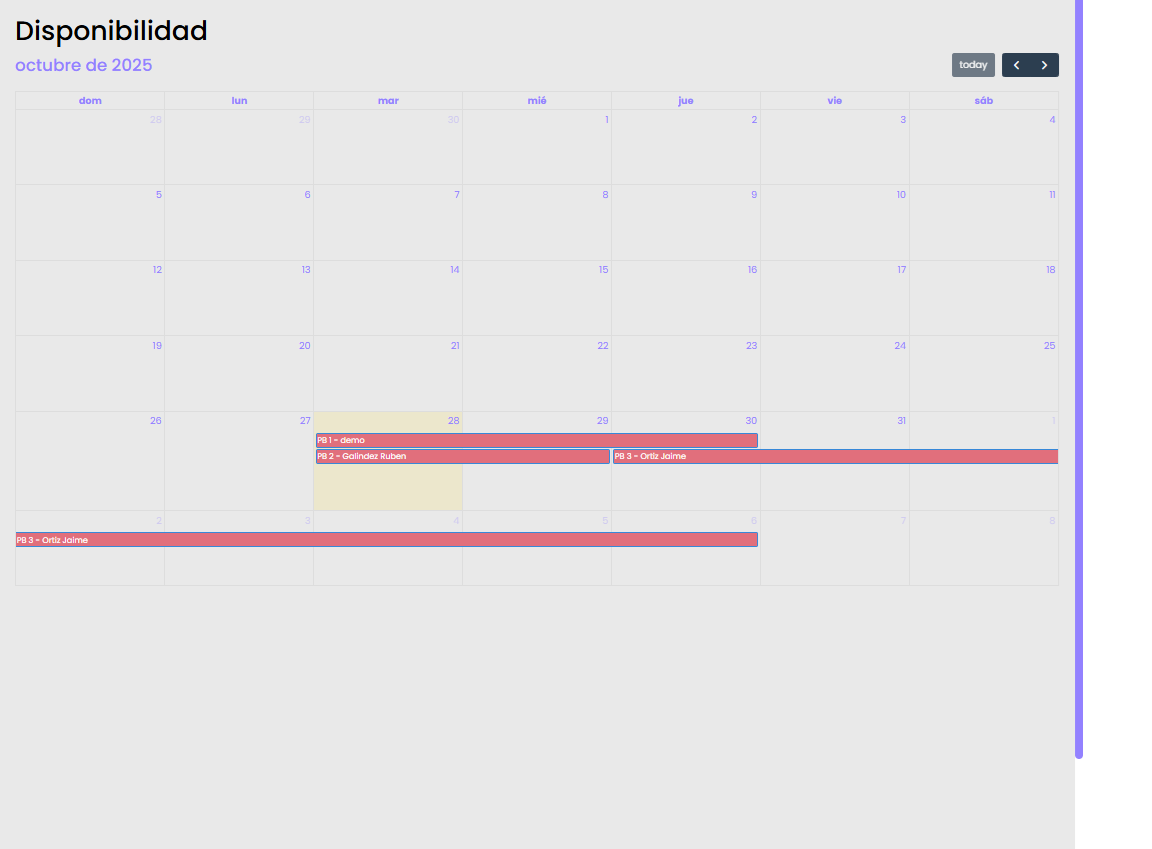 Disponibilidad
octubre de 2025
today
dom lun mar mié jue vie sáb
28 29 30 1 2 3 4
5 6 7 8 9 10 11
12 13 14 15 16 17 18
19 20 21 22 23 24 25
26 27 28 29 30 31 1
PB 1 - demo
PB 2 - Galindez Ruben PB 3 - Ortiz Jaime
2 3 4 5 6 7 8
PB 3 - Ortiz Jaime